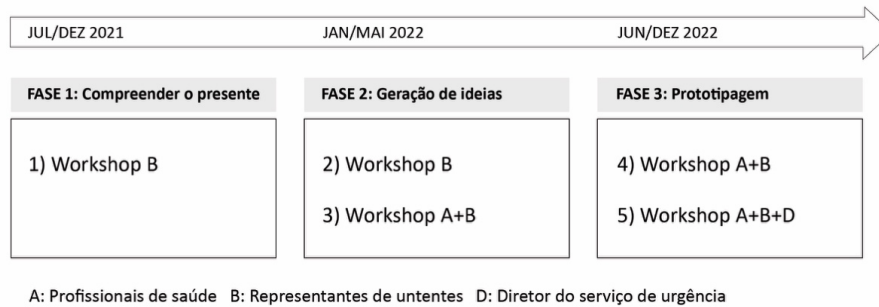 JUL/DEZ 2021
JAN/MAI 2022
JUN/DEZ 2022
FASE 1: Compreender o presente
FASE 2: Geração de ideias
FASE 3: Prototipagem
1) Workshop B
2) Workshop B
3) Workshop A+B
4) Workshop A+B
5) Workshop A+B+D
A: Profissionais de saúde B: Representantes de untentes D: Diretor do serviço de urgência